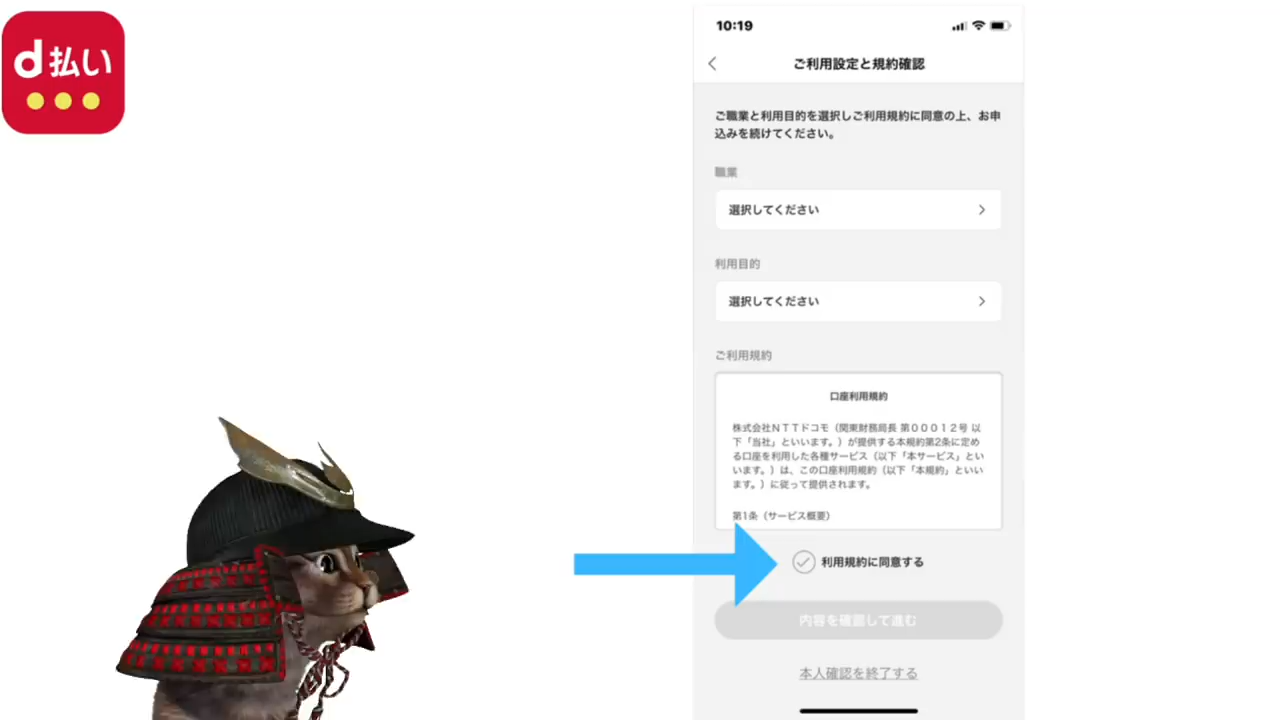 d払い
10:19
ご利用設定と規約確認
ご職業と利用目的を選択しご利用規約に同意の上、お申
込みを続けてください。
職業
選択してください
利用目的
選択してください
ご利用規約
口座利用規約
株式会社NTTドコモ（関東財務局長 第００012号 以
下「当社」といいます。）が提供する本規約第2条に定め
る口座を利用した各種サービス（以下「本サービス」とい
います。）は、この口座利用規約（以下「本規約」といい
ます。）に従って提供されます。
第1条（サービス概要）
利用規約に同意する
内容を確認して進む
本人確認を終了する